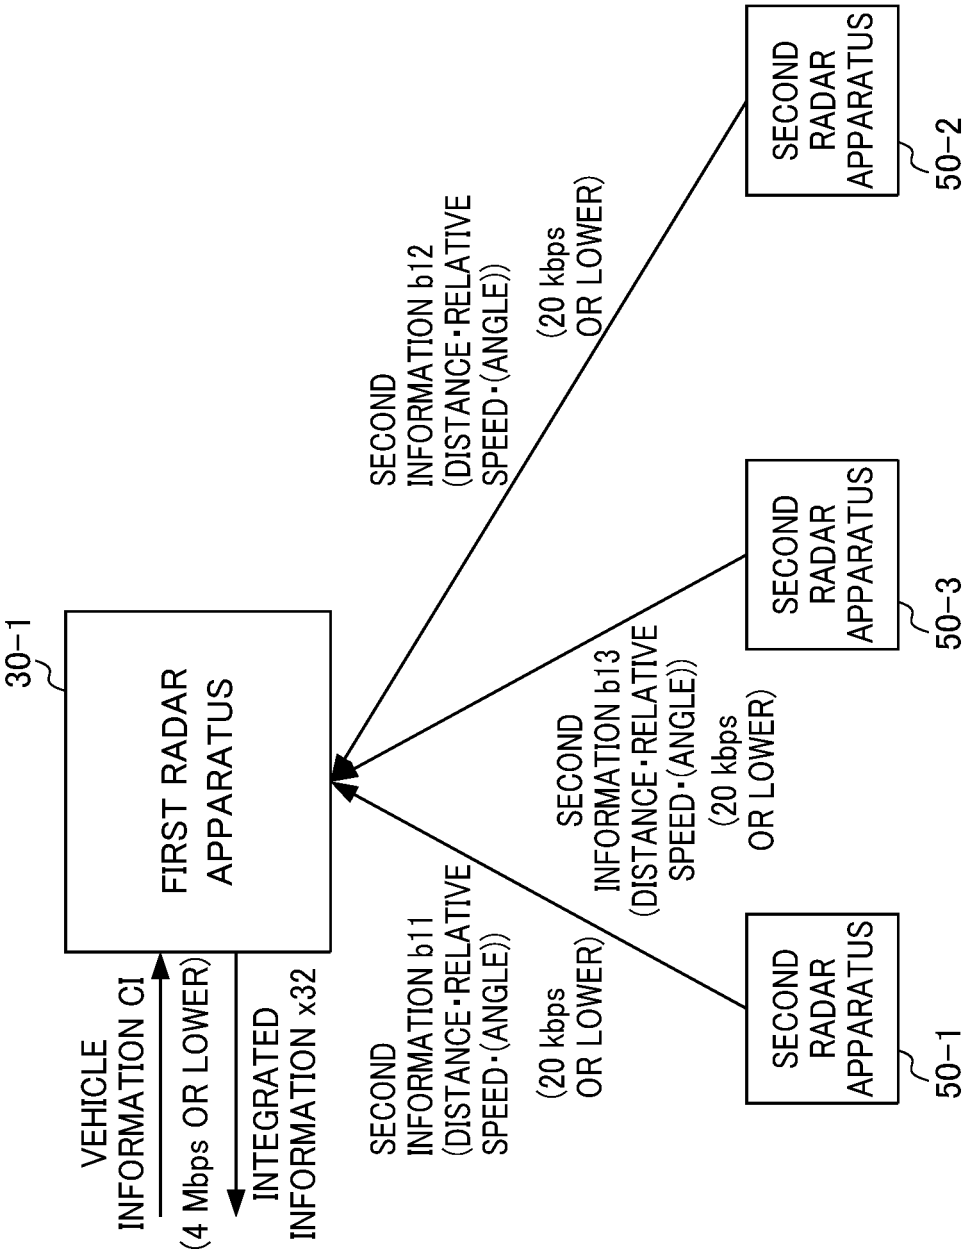 VEHICLE
INFORMATION CI
(4 Mbps OR LOWER)
INTEGRATED
INFORMATION x32
30-1
FIRST RADAR
APPARATUS
SECOND
INFORMATION b11
(DISTANCE・RELATIVE
SPEED・(ANGLE))
(20 kbps
OR LOWER)
SECOND
INFORMATION b13
(DISTANCE・RELATIVE
SPEED・(ANGLE))
(20 kbps
OR LOWER)
SECOND
INFORMATION b12
(DISTANCE・RELATIVE
SPEED・(ANGLE))
(20 kbps
OR LOWER)
SECOND
RADAR
APPARATUS
50-1
SECOND
RADAR
APPARATUS
50-3
SECOND
RADAR
APPARATUS
50-2